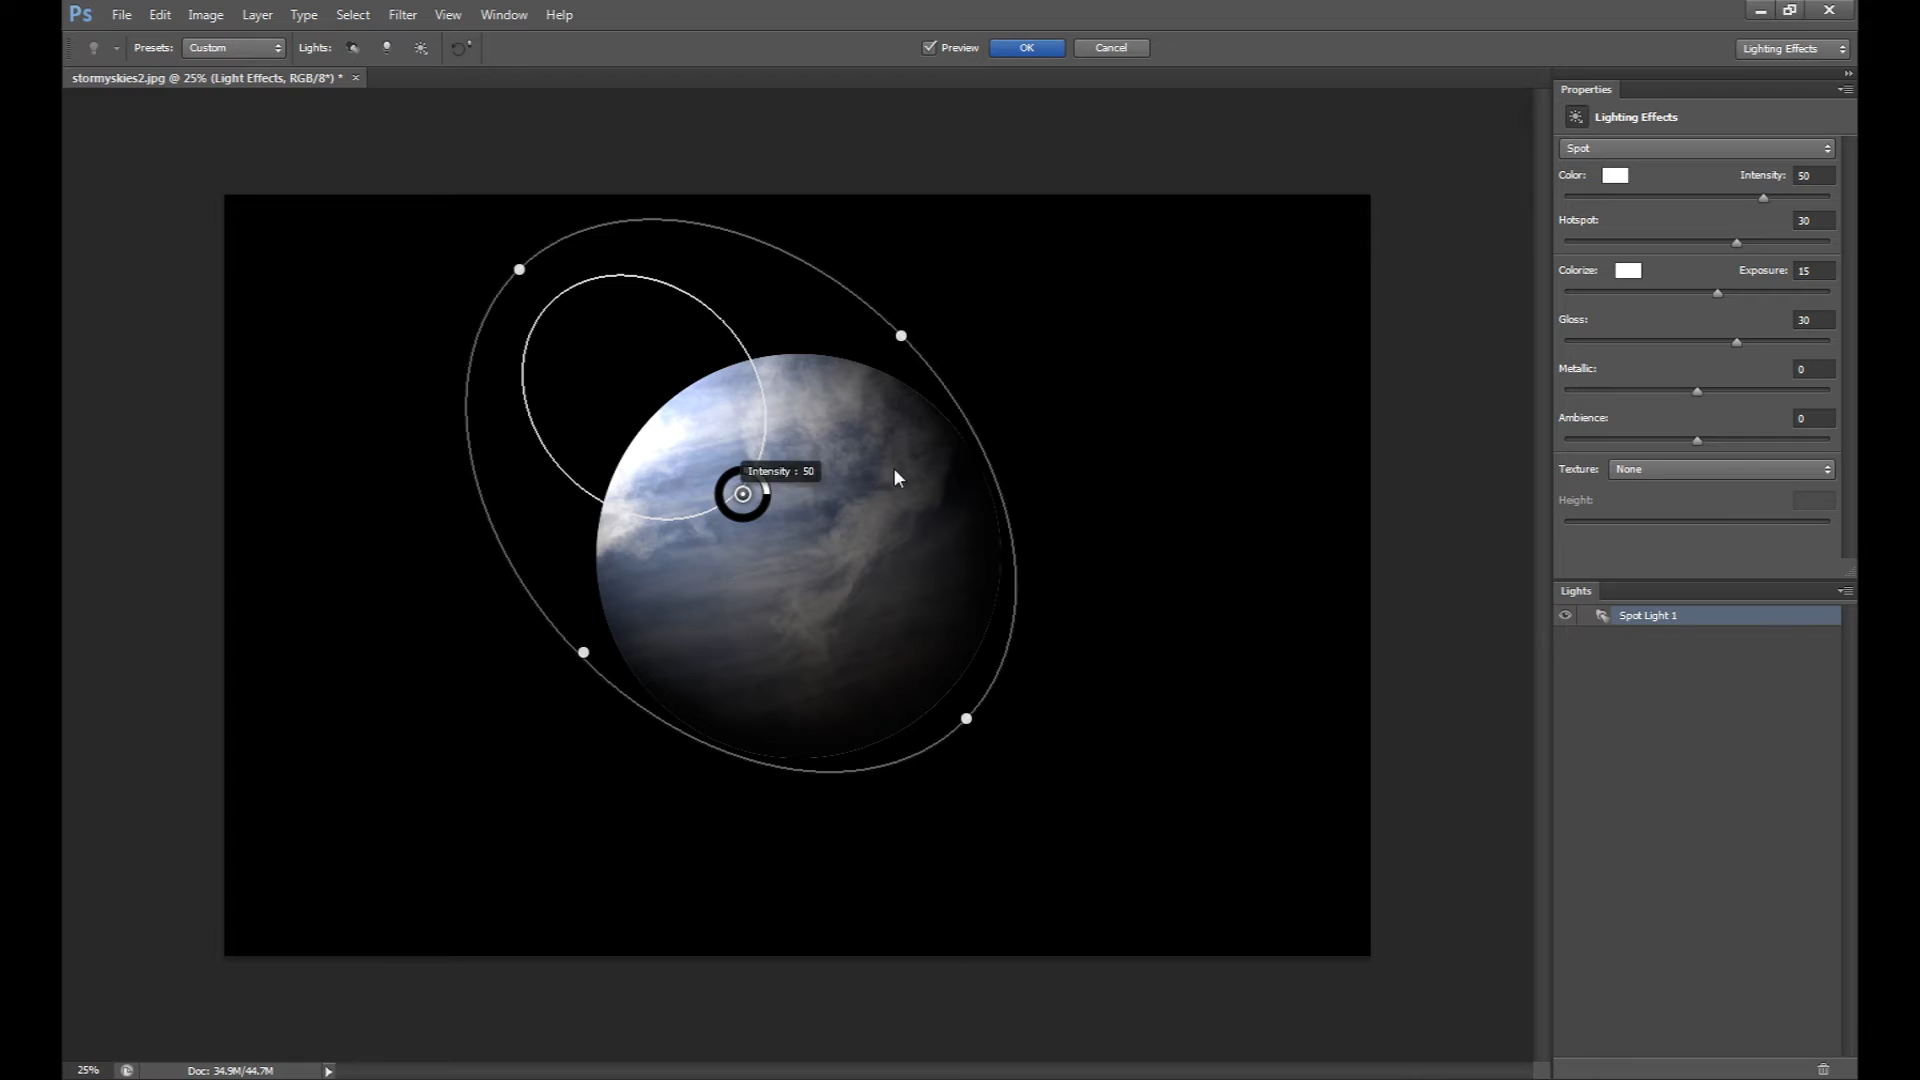 Ps File Edit Image Layer Type Select Filter View Window Help
Presets: Custom Lights: Preview OK Cancel Lighting Effects
stormyskies2.jpg @ 25% (Light Effects, RGB/8*) * ×
Properties
Lighting Effects
Spot
Color: Intensity: 50
Hotspot: 30
Colorize: Exposure: 15
Gloss: 30
Metallic: 0
Ambience: 0
Intensity : 50
Texture: None
Height:
Lights
Spot Light 1
25% Doc: 34.9M/44.7M